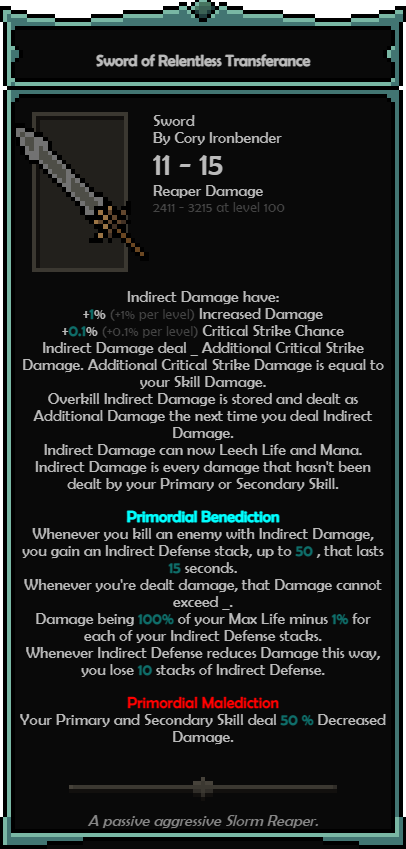 Sword of Relentless Transferance
Sword
By Cory Ironbender
11 - 15
Reaper Damage
2411 - 3215 at level 100
Indirect Damage have:
+1% (+1% per level) Increased Damage
+0.1% (+0.1% per level) Critical Strike Chance
Indirect Damage deal _ Additional Critical Strike
Damage. Additional Critical Strike Damage is equal to
your Skill Damage.
Overkill Indirect Damage is stored and dealt as
Additional Damage the next time you deal Indirect
Damage.
Indirect Damage can now Leech Life and Mana.
Indirect Damage is every damage that hasn't been
dealt by your Primary or Secondary Skill.
Primordial Benediction
Whenever you kill an enemy with Indirect Damage,
you gain an Indirect Defense stack, up to 50 , that lasts
15 seconds.
Whenever you're dealt damage, that Damage cannot
exceed _.
Damage being 100% of your Max Life minus 1% for
each of your Indirect Defense stacks.
Whenever Indirect Defense reduces Damage this way,
you lose 10 stacks of Indirect Defense.
Primordial Malediction
Your Primary and Secondary Skill deal 50 % Decreased
Damage.
A passive aggressive Slorm Reaper.